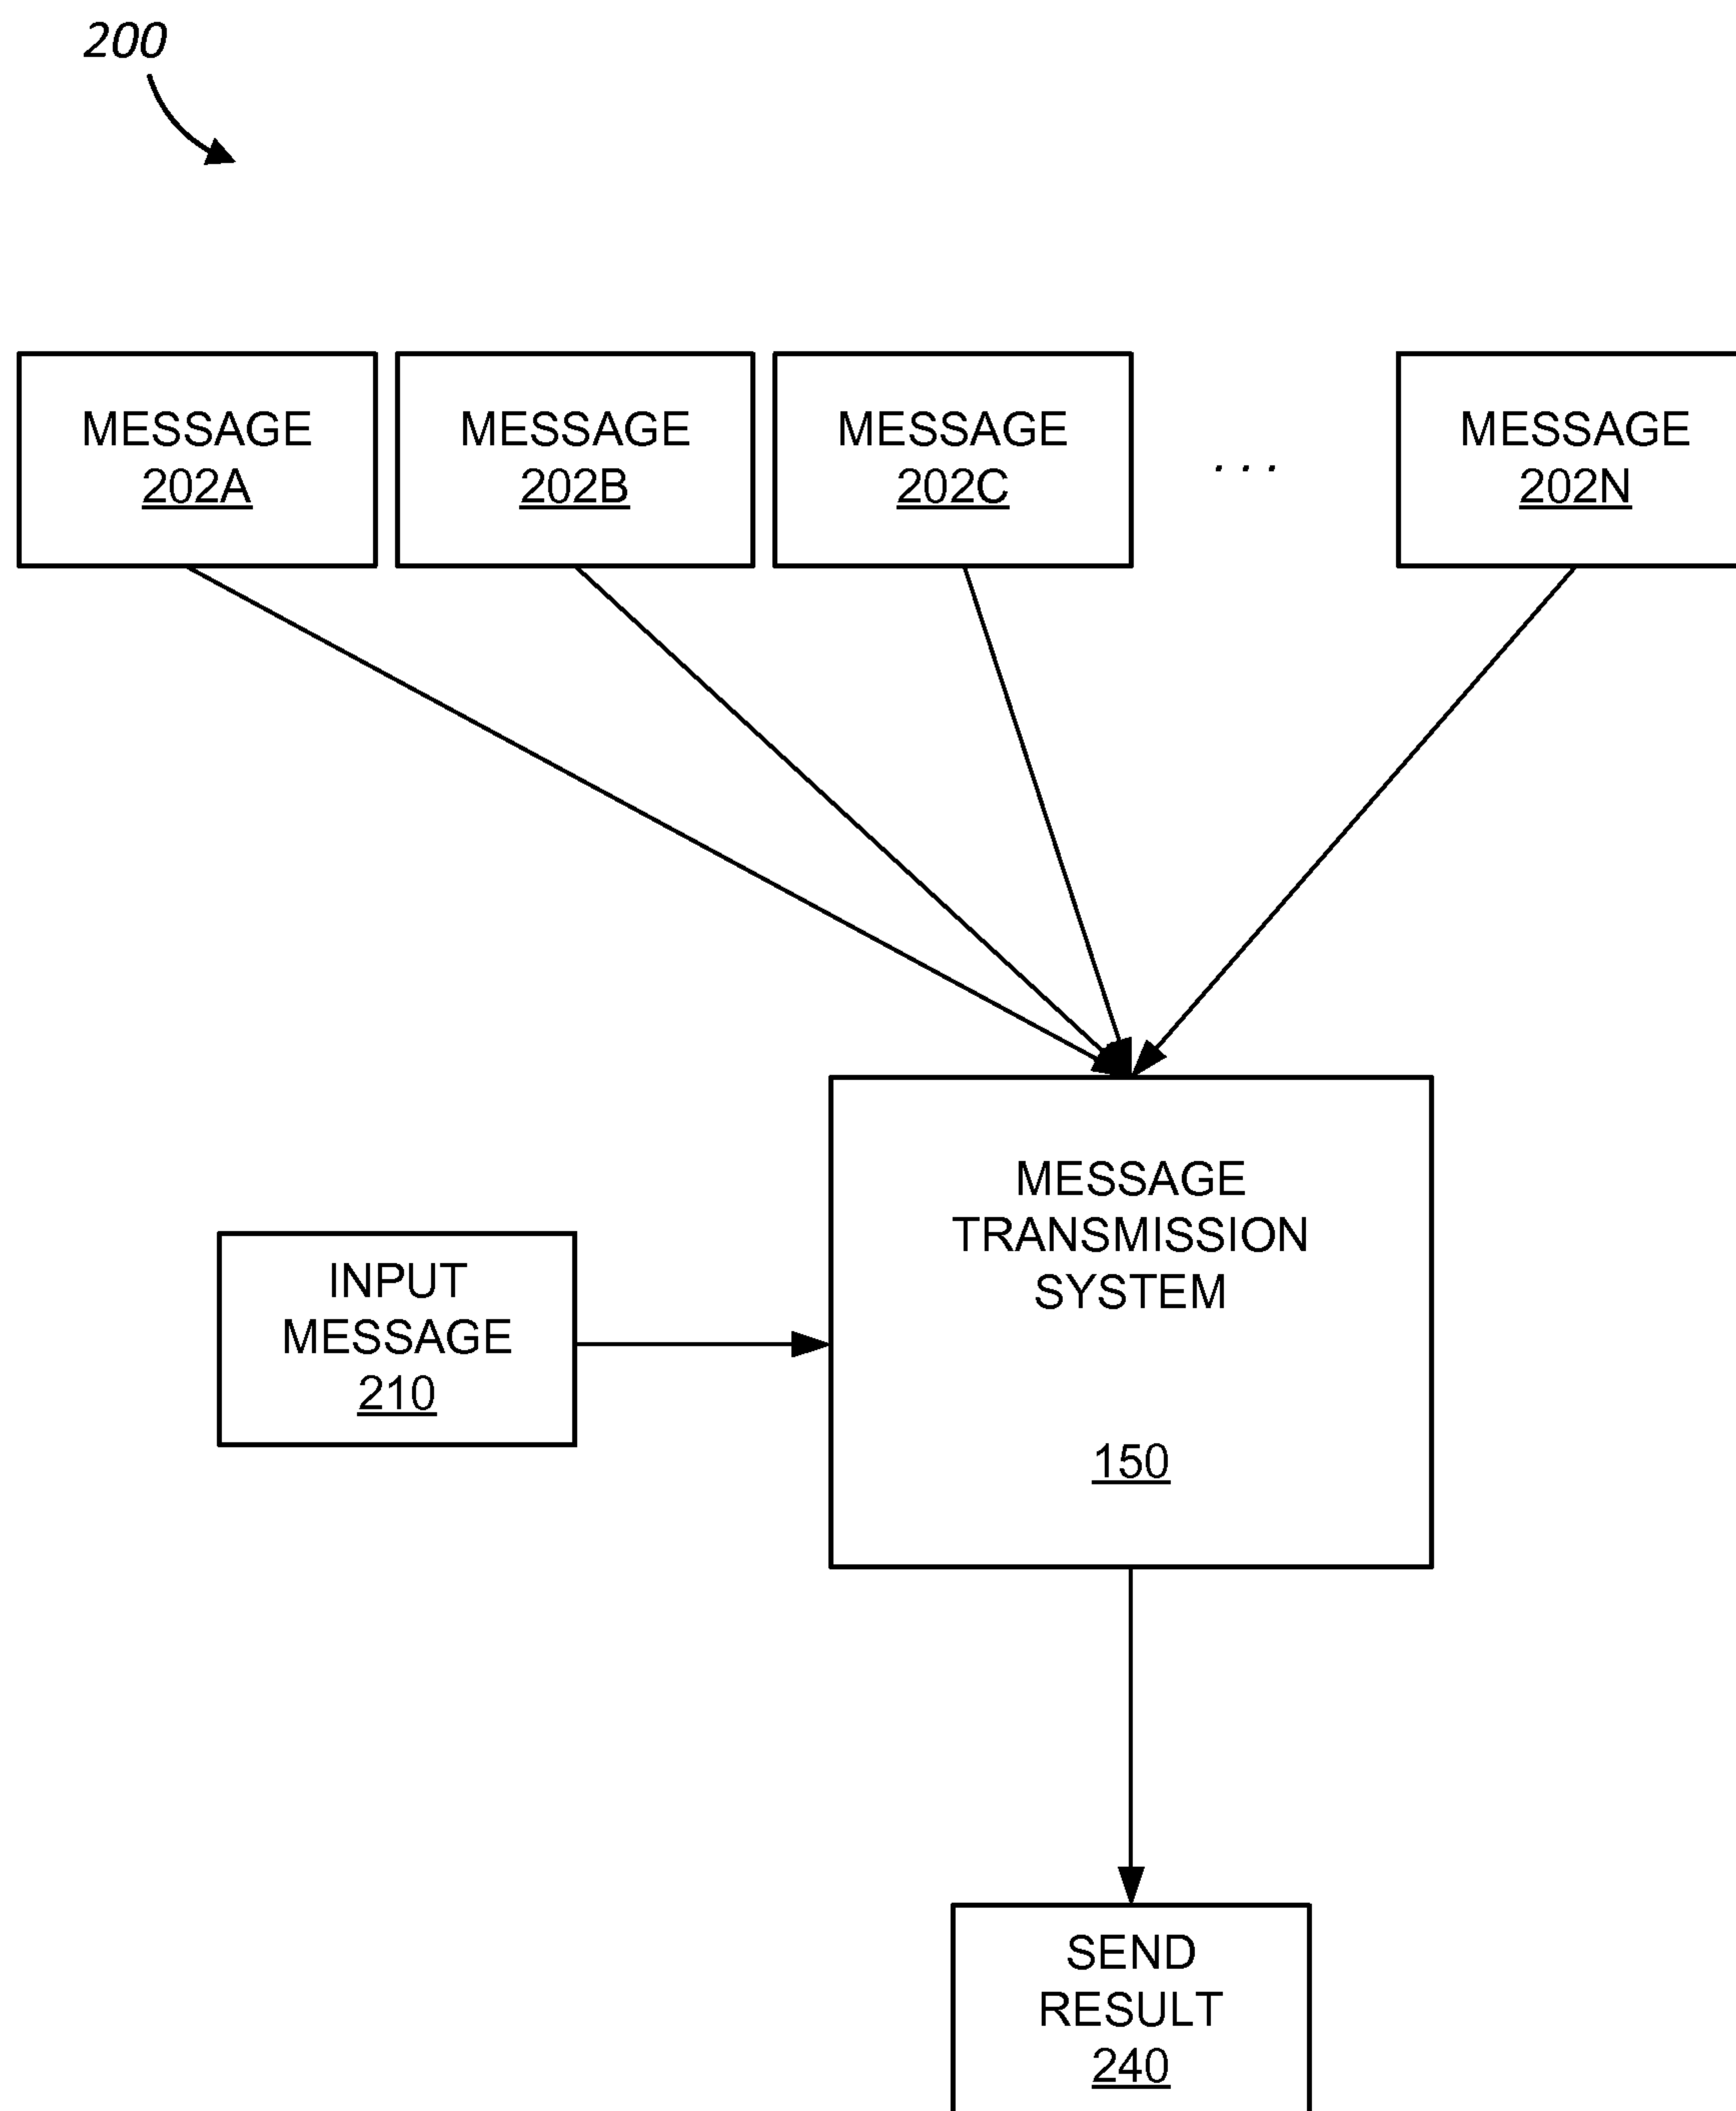 200
MESSAGE
202A
MESSAGE
202B
MESSAGE
202C
. . .
MESSAGE
202N
MESSAGE
TRANSMISSION
SYSTEM
150
INPUT
MESSAGE
210
SEND
RESULT
240